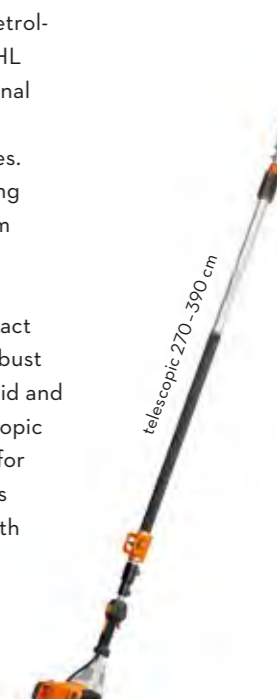 etrol-
HL
nal
es.
ng
m
act
bust
id and
opic
for
s
th
telescopic 270–390 cm